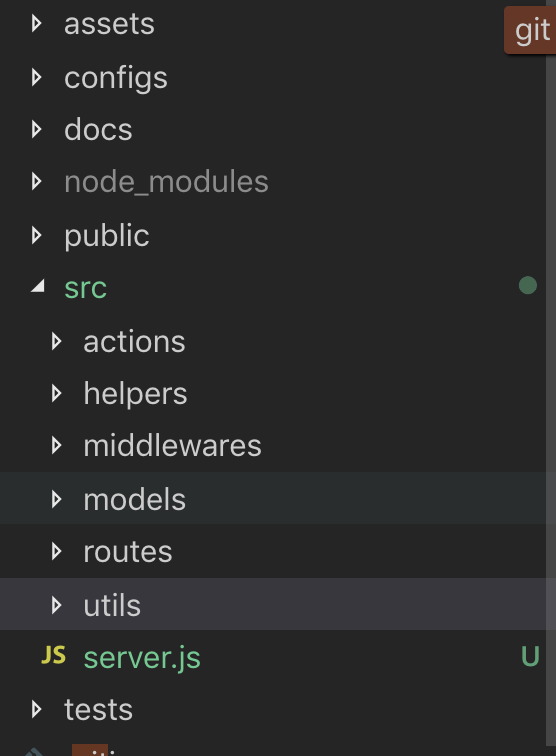 assets
git
configs
docs
node_modules
public
src
actions
helpers
middlewares
models
routes
utils
JS server.js U
tests